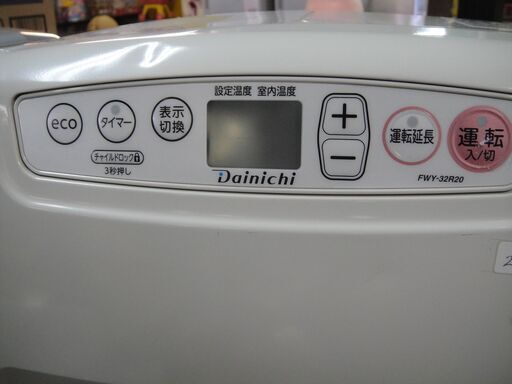 設定温度 室内温度
eco
タイマー
表示
切換
+
−
運転延長
運転
入/切
チャイルドロック
3秒押し
Dainichi
FWY-32R20
2